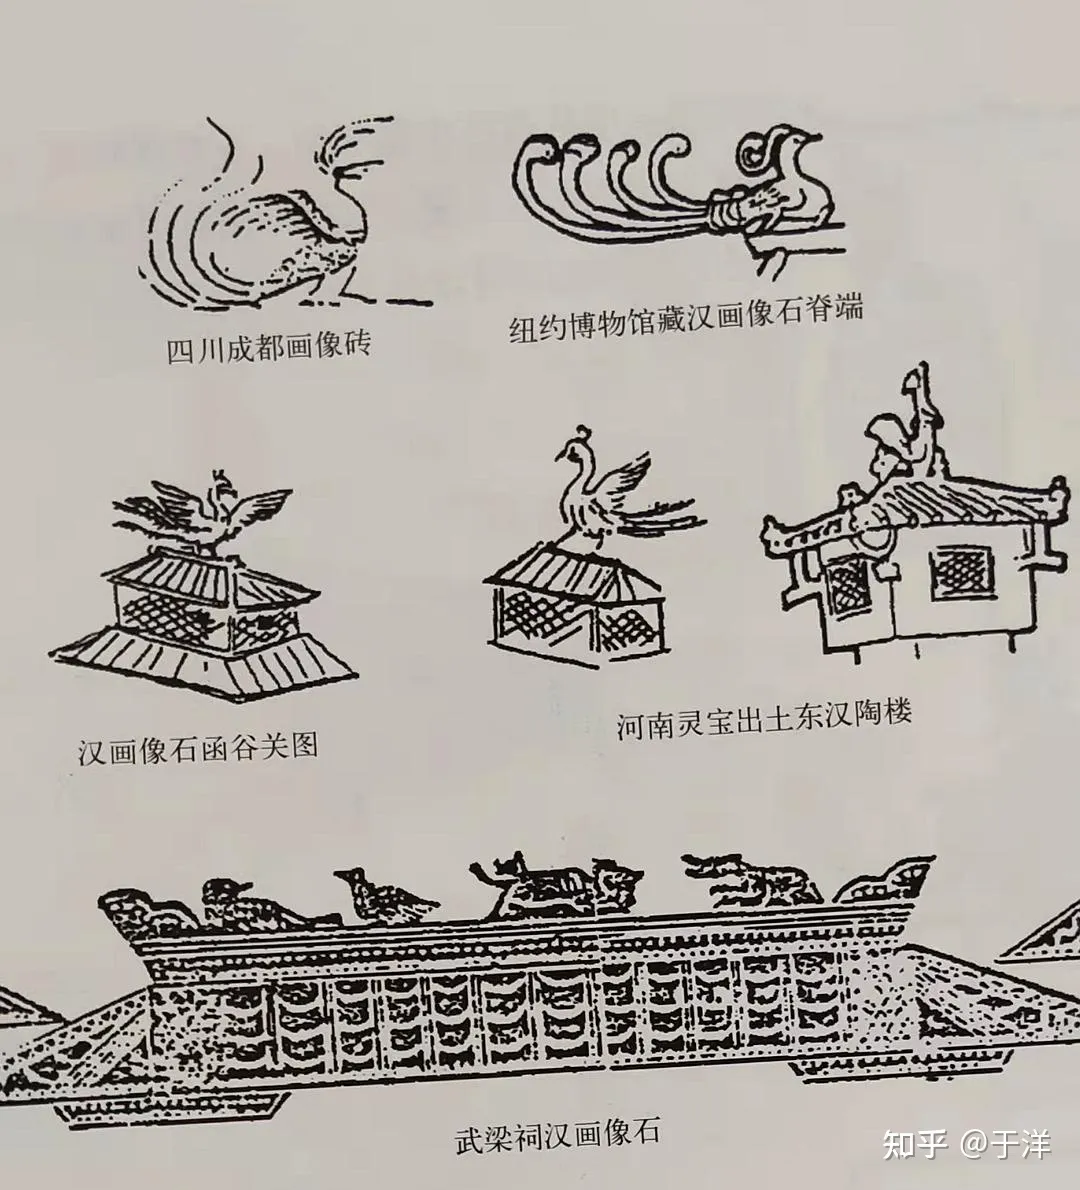 四川成都画像砖
纽约博物馆藏汉画像石脊端
汉画像石函谷关图
河南灵宝出土东汉陶楼
武梁祠汉画像石
知乎 @于洋